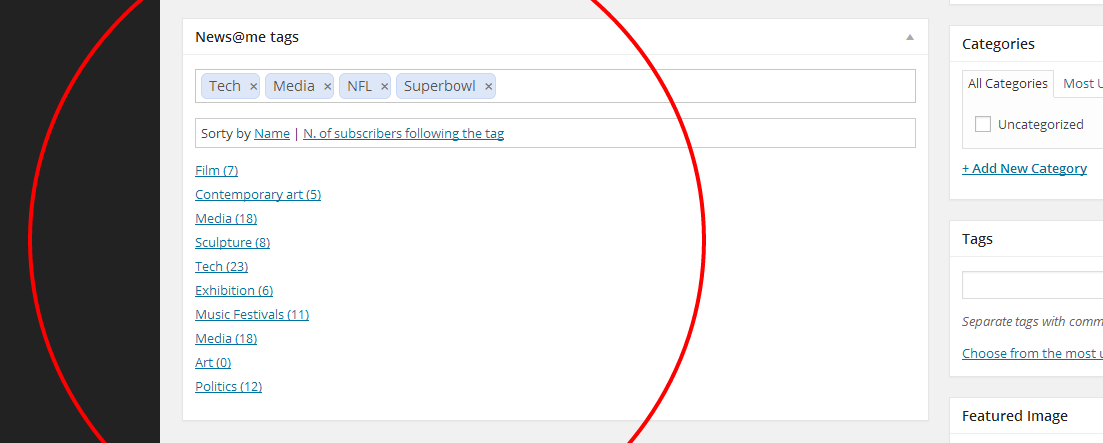 News@me tags
Tech × Media × NFL × Superbowl ×
Sorty by Name | N. of subscribers following the tag
Film (7)
Contemporary art (5)
Media (18)
Sculpture (8)
Tech (23)
Exhibition (6)
Music Festivals (11)
Media (18)
Art (0)
Politics (12)
Categories
All Categories
Most U
Uncategorized
+ Add New Category
Tags
Separate tags with comm
Choose from the most u
Featured Image